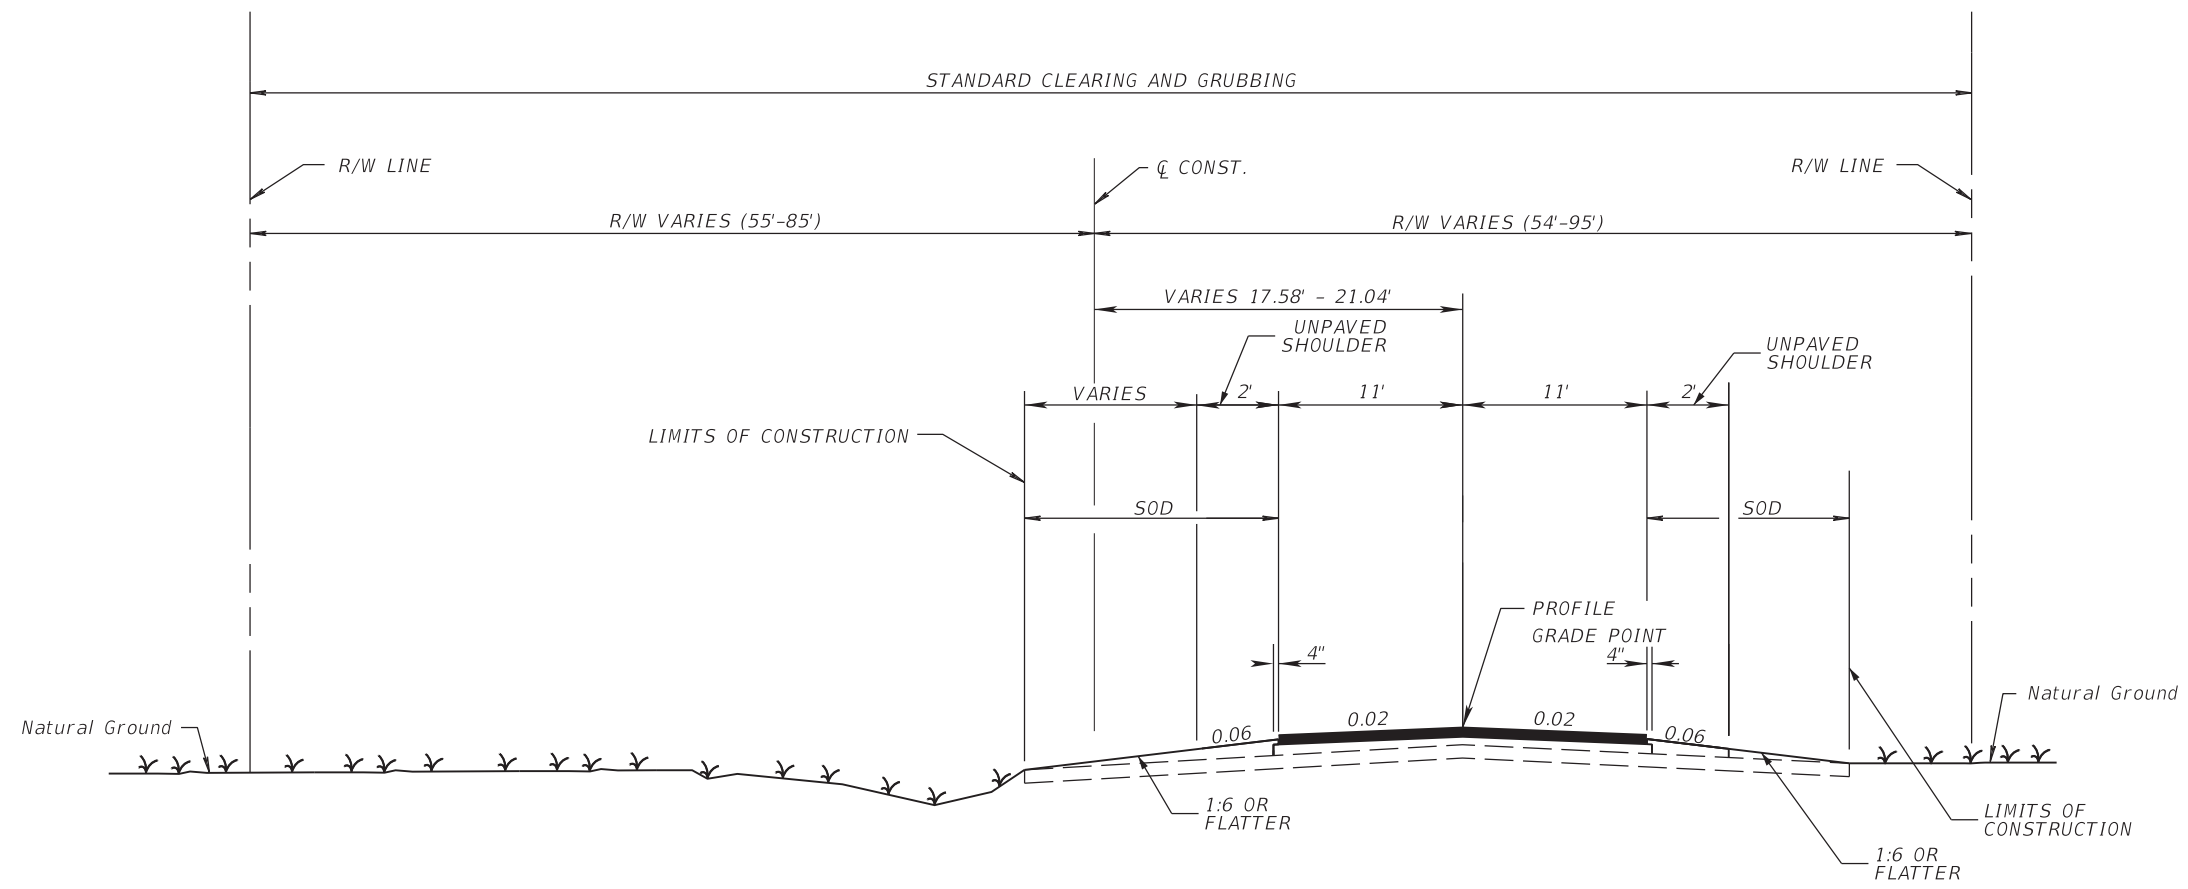 STANDARD CLEARING AND GRUBBING
R/W LINE
℄ CONST.
R/W LINE
R/W VARIES (55'-85')
R/W VARIES (54'-95')
VARIES 17.58' - 21.04'
UNPAVED
SHOULDER
UNPAVED
SHOULDER
VARIES
2'
11'
11'
2'
LIMITS OF CONSTRUCTION
SOD
SOD
PROFILE
GRADE POINT
4"
4"
Natural Ground
Natural Ground
0.06
0.02
0.02
0.06
1:6 OR
FLATTER
LIMITS OF
CONSTRUCTION
1:6 OR
FLATTER